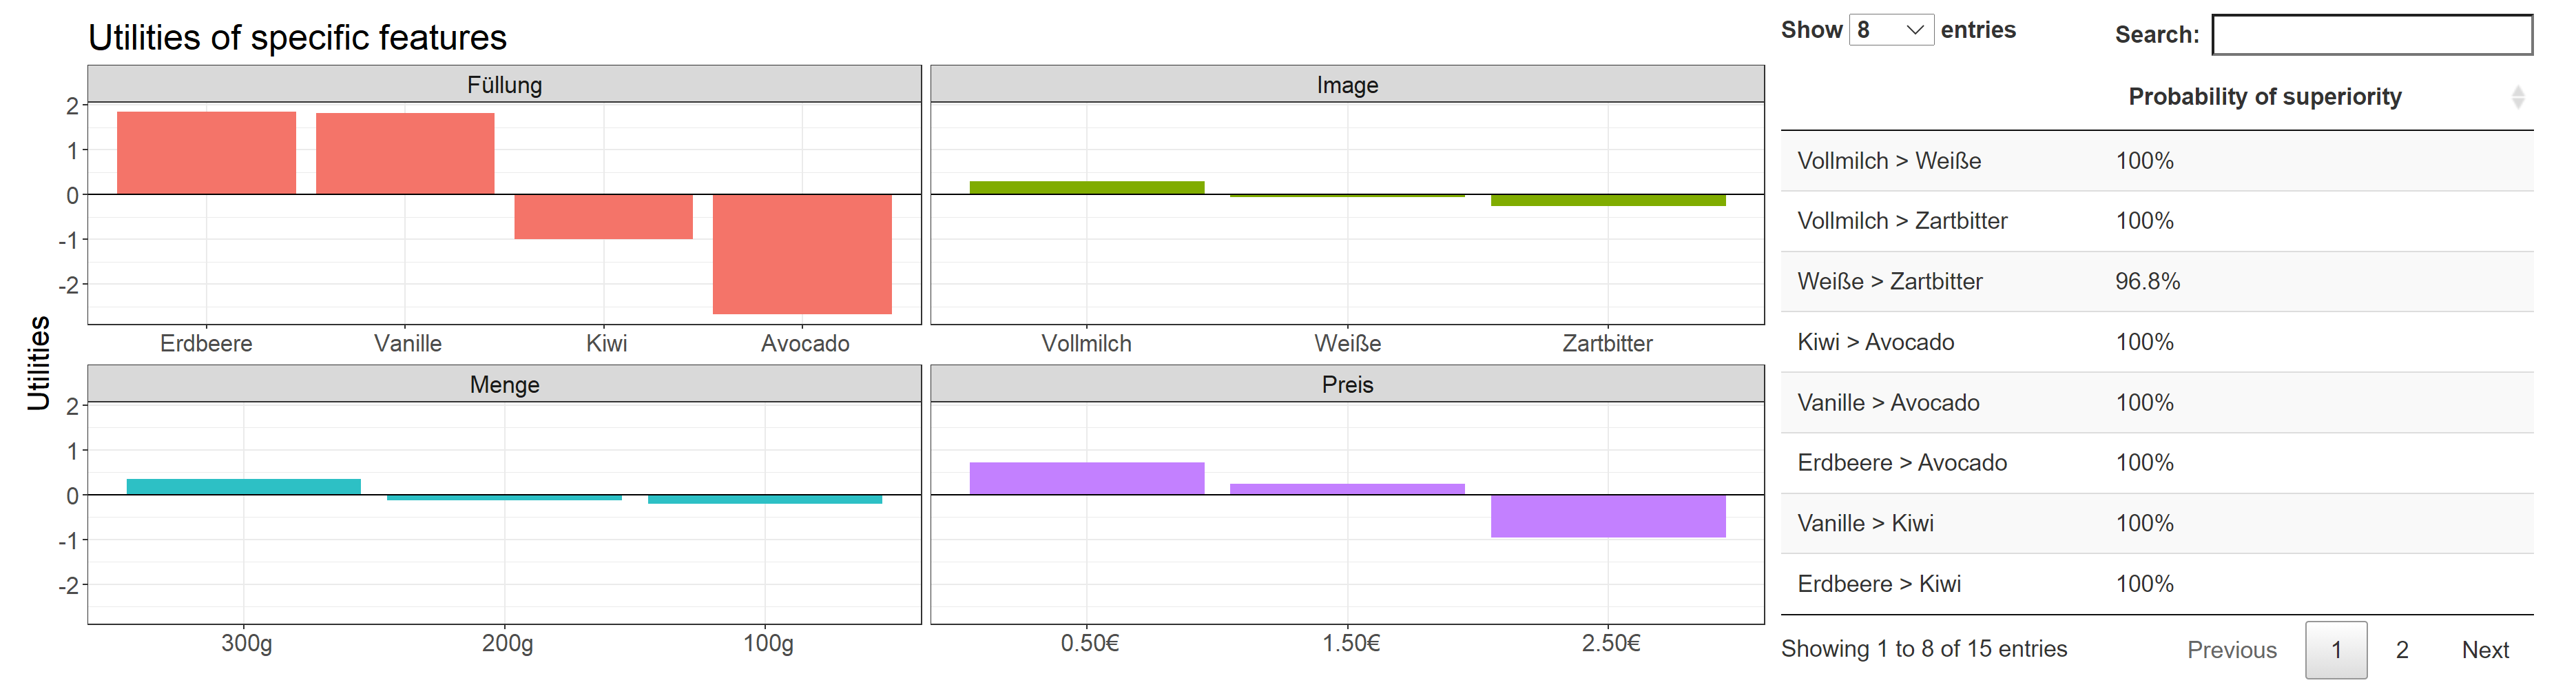 Utilities of specific features
Füllung
Image
2
1
0
-1
-2
Erdbeere Vanille Kiwi Avocado
Vollmilch Weiße Zartbitter
Utilities
Menge
Preis
2
1
0
-1
-2
300g 200g 100g
0.50€ 1.50€ 2.50€
Show 8 entries
Search:
Probability of superiority
Vollmilch > Weiße 100%
Vollmilch > Zartbitter 100%
Weiße > Zartbitter 96.8%
Kiwi > Avocado 100%
Vanille > Avocado 100%
Erdbeere > Avocado 100%
Vanille > Kiwi 100%
Erdbeere > Kiwi 100%
Showing 1 to 8 of 15 entries
Previous 1 2 Next